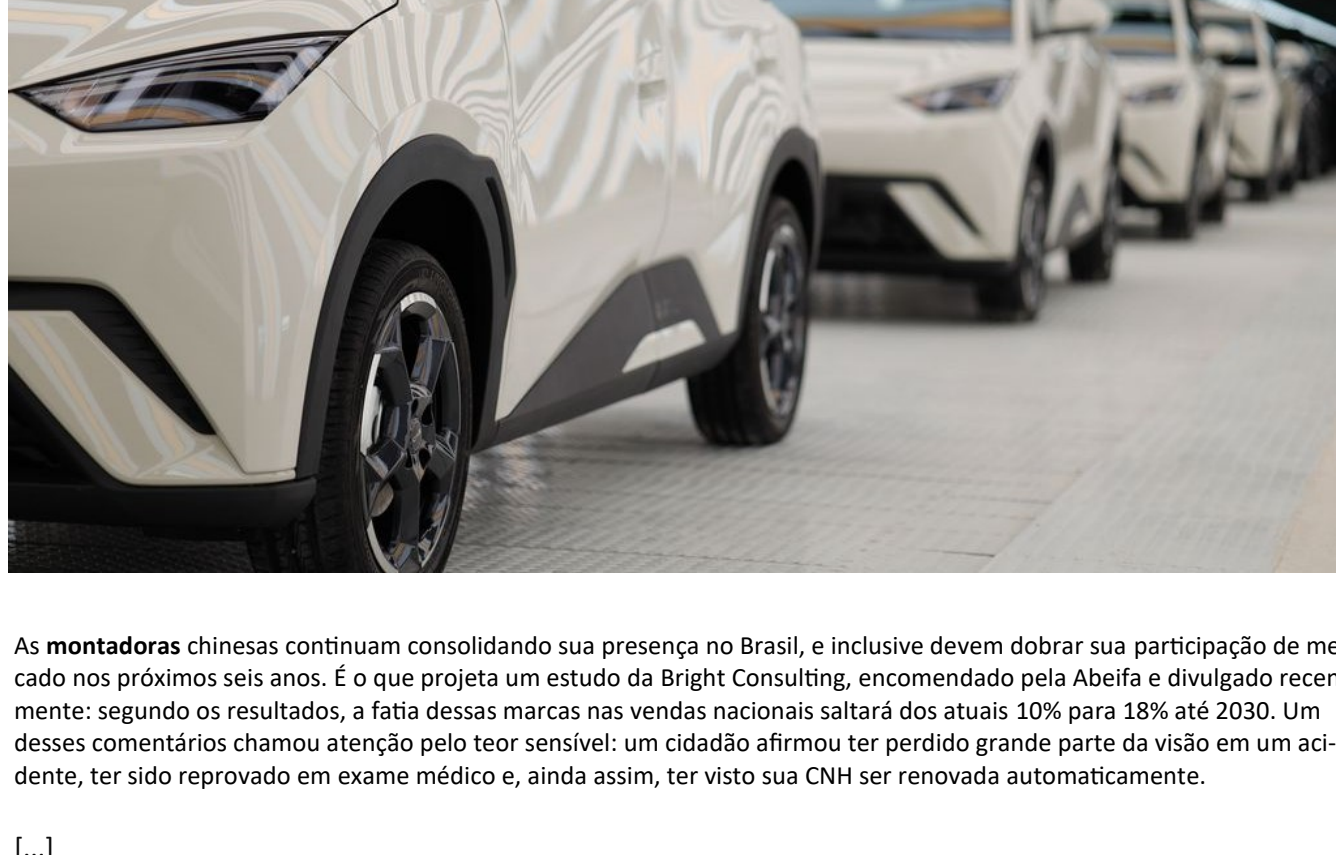 As montadoras chinesas continuam consolidando sua presença no Brasil, e inclusive devem dobrar sua participação de me
cado nos próximos seis anos. É o que projeta um estudo da Bright Consulting, encomendado pela Abeifa e divulgado recen
mente: segundo os resultados, a fatia dessas marcas nas vendas nacionais saltará dos atuais 10% para 18% até 2030. Um
desses comentários chamou atenção pelo teor sensível: um cidadão afirmou ter perdido grande parte da visão em um aci-
dente, ter sido reprovado em exame médico e, ainda assim, ter visto sua CNH ser renovada automaticamente.
[...]